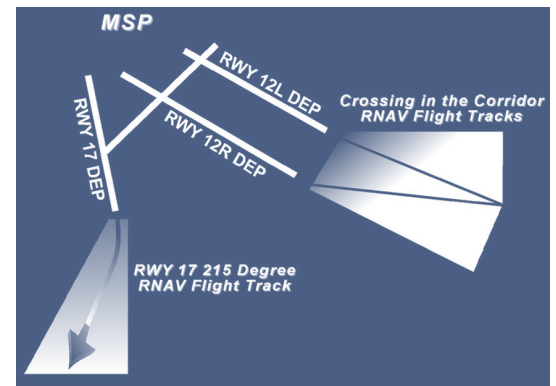 MSP
RWY 12L DEP
RWY 12R DEP
RWY 17 DEP
Crossing in the Corridor
RNAV Flight Tracks
RWY 17 215 Degree
RNAV Flight Track